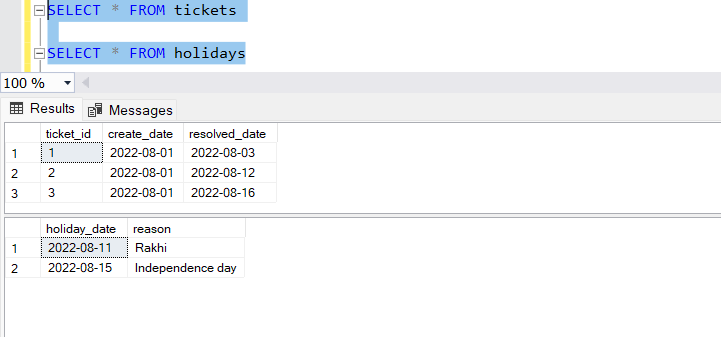 SELECT * FROM tickets
SELECT * FROM holidays
100 %
Results Messages
ticket_id create_date resolved_date
1 1 2022-08-01 2022-08-03
2 2 2022-08-01 2022-08-12
3 3 2022-08-01 2022-08-16
holiday_date reason
1 2022-08-11 Rakhi
2 2022-08-15 Independence day